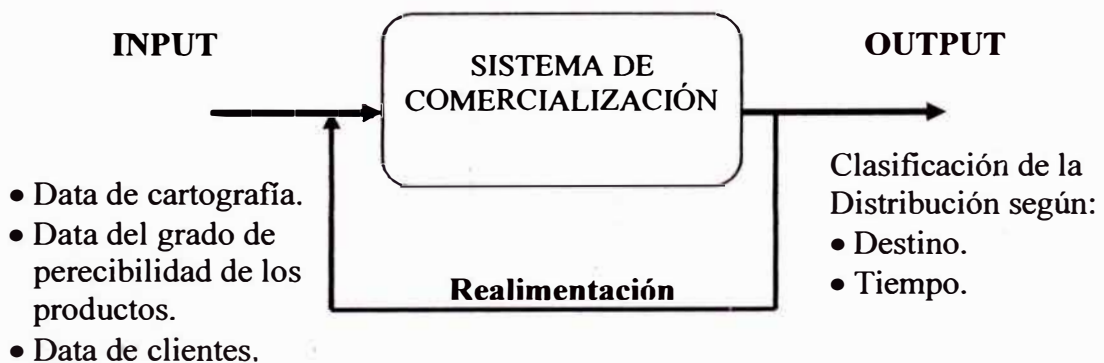 INPUT
SISTEMA DE
COMERCIALIZACIÓN
OUTPUT
• Data de cartografía.
• Data del grado de
perecibilidad de los
productos.
• Data de clientes.
Realimentación
Clasificación de la
Distribución según:
• Destino.
• Tiempo.